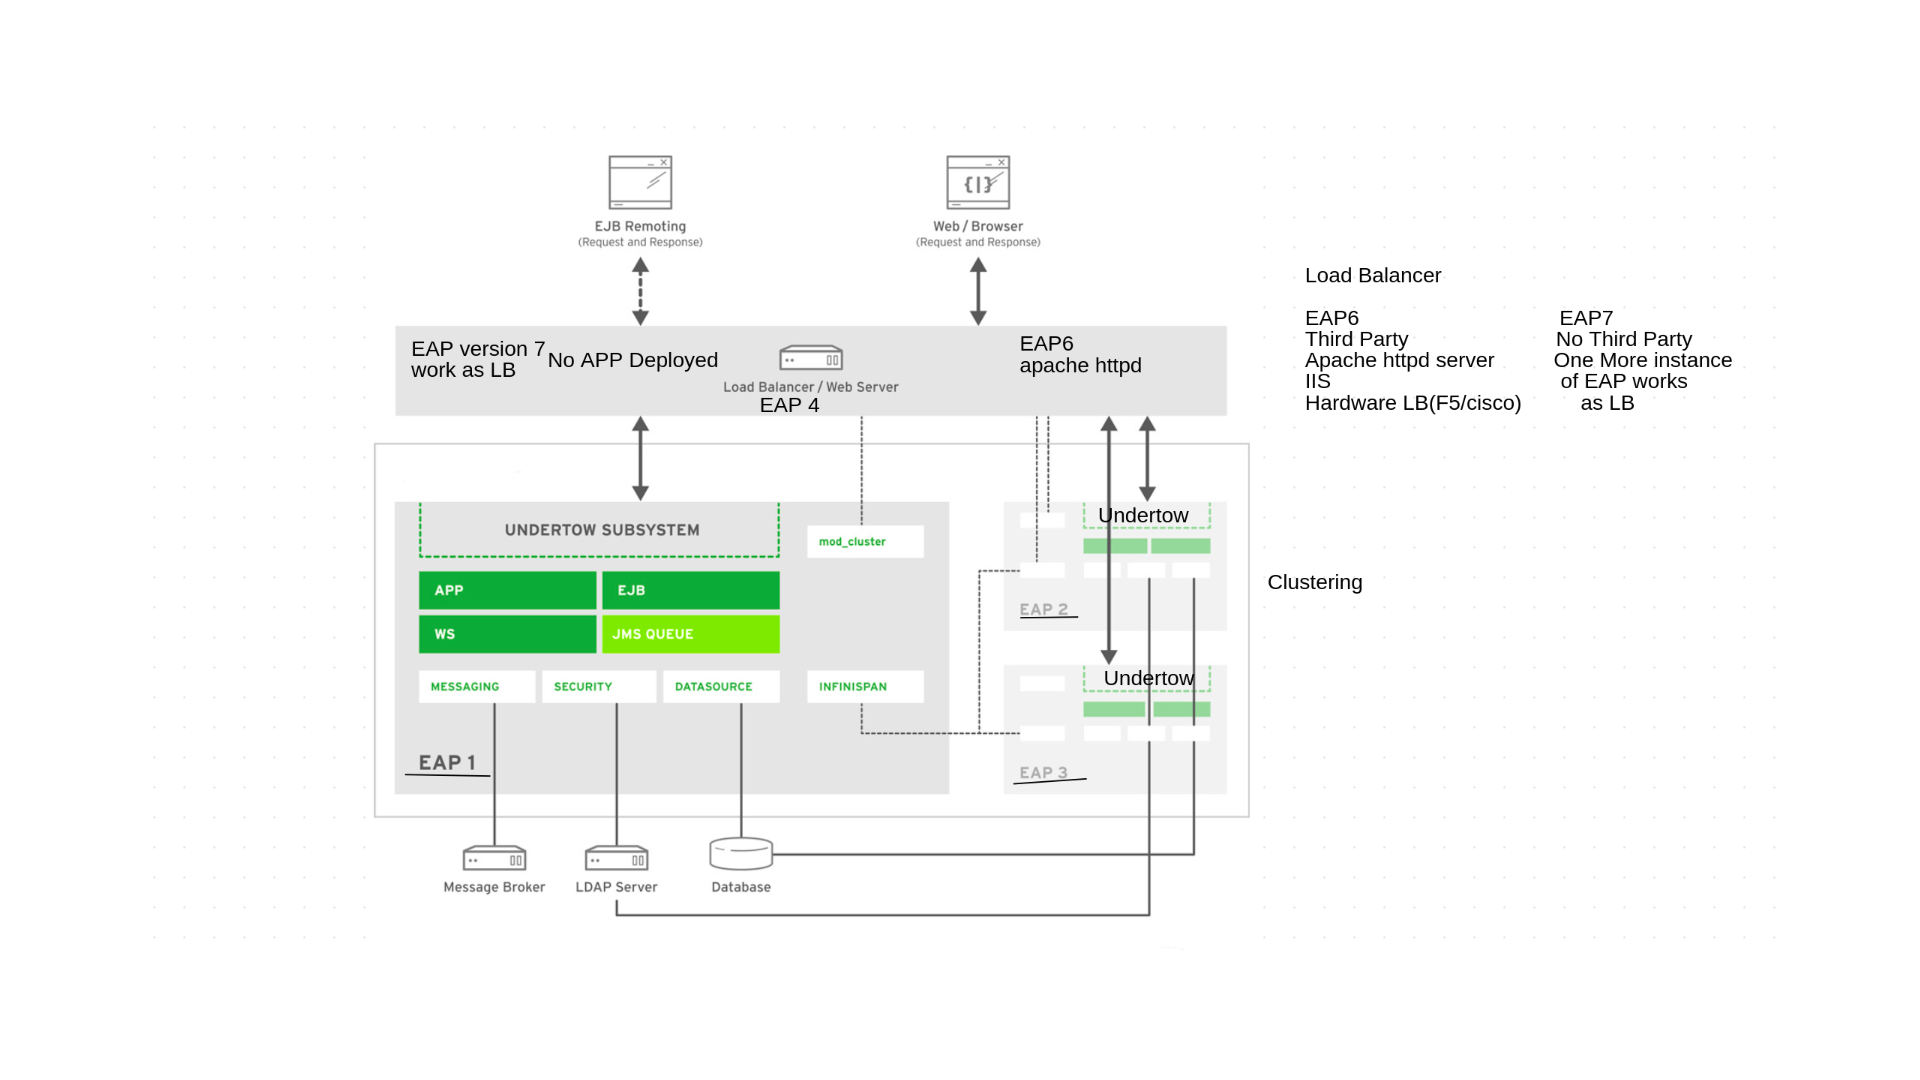 EJB Remoting
(Request and Response)
Web / Browser
(Request and Response)
{|}
Load Balancer
EAP6
Third Party
Apache httpd server
IIS
Hardware LB(F5/cisco)
EAP7
No Third Party
One More instance
of EAP works
as LB
EAP version 7
work as LB
No APP Deployed
Load Balancer / Web Server
EAP 4
EAP6
apache httpd
UNDERTOW SUBSYSTEM
mod_cluster
APP
EJB
WS
JMS QUEUE
MESSAGING
SECURITY
DATASOURCE
INFINISPAN
EAP 1
Undertow
EAP 2
Undertow
EAP 3
Clustering
Message Broker
LDAP Server
Database